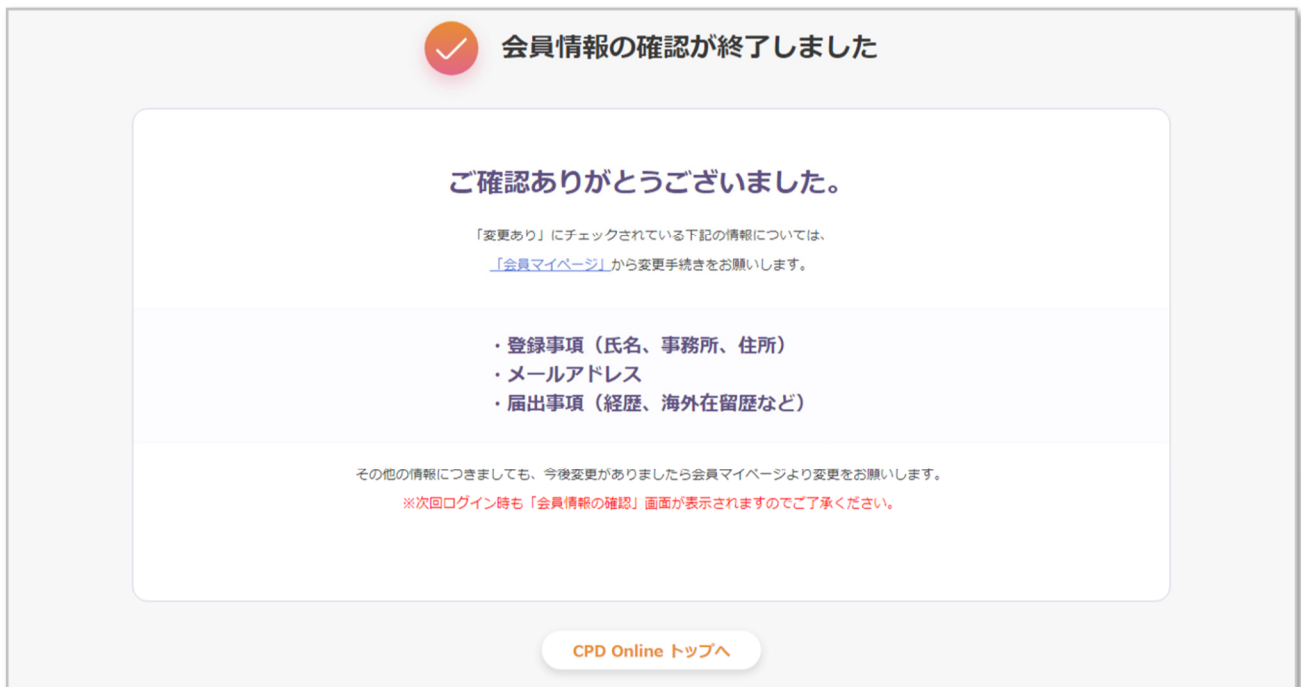 会員情報の確認が終了しました
ご確認ありがとうございました。
「変更あり」にチェックされている下記の情報については、
「会員マイページ」から変更手続きをお願いします。
・登録事項（氏名、事務所、住所）
・メールアドレス
・届出事項（経歴、海外在留歴など）
その他の情報につきましても、今後変更がありましたら会員マイページより変更をお願いします。
※次回ログイン時も「会員情報の確認」画面が表示されますのでご了承ください。
CPD Online トップへ